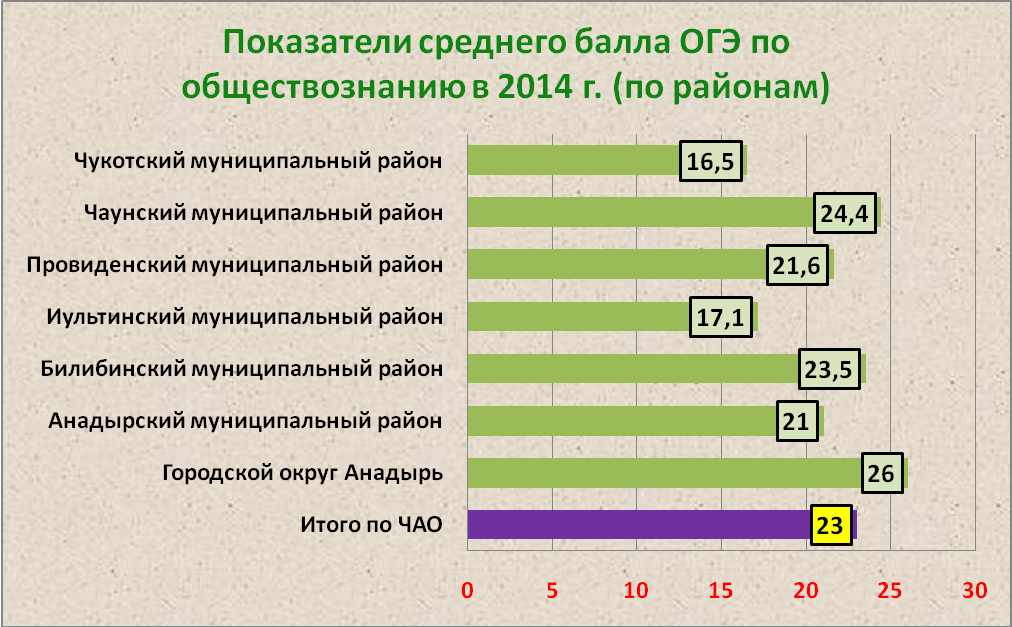 Показатели среднего балла ОГЭ по
обществознанию в 2014 г. (по районам)
Чукотский муниципальный район
16,5
Чаунский муниципальный район
24,4
Провиденский муниципальный район
21,6
Иультинский муниципальный район
17,1
Билибинский муниципальный район
23,5
Анадырский муниципальный район
21
Городской округ Анадырь
26
Итого по ЧАО
23
0 5 10 15 20 25 30